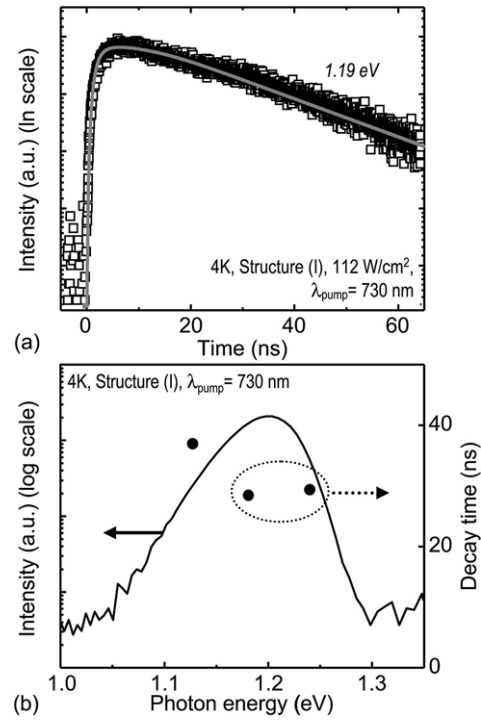 Intensity (a.u.) (ln scale)
1.19 eV
4K, Structure (I), 112 W/cm², 
λpump= 730 nm
0 20 40 60
(a)
Time (ns)
4K, Structure (I), λpump= 730 nm
Intensity (a.u.) (log scale)
40
20
0
Decay time (ns)
1.0 1.1 1.2 1.3
(b)
Photon energy (eV)